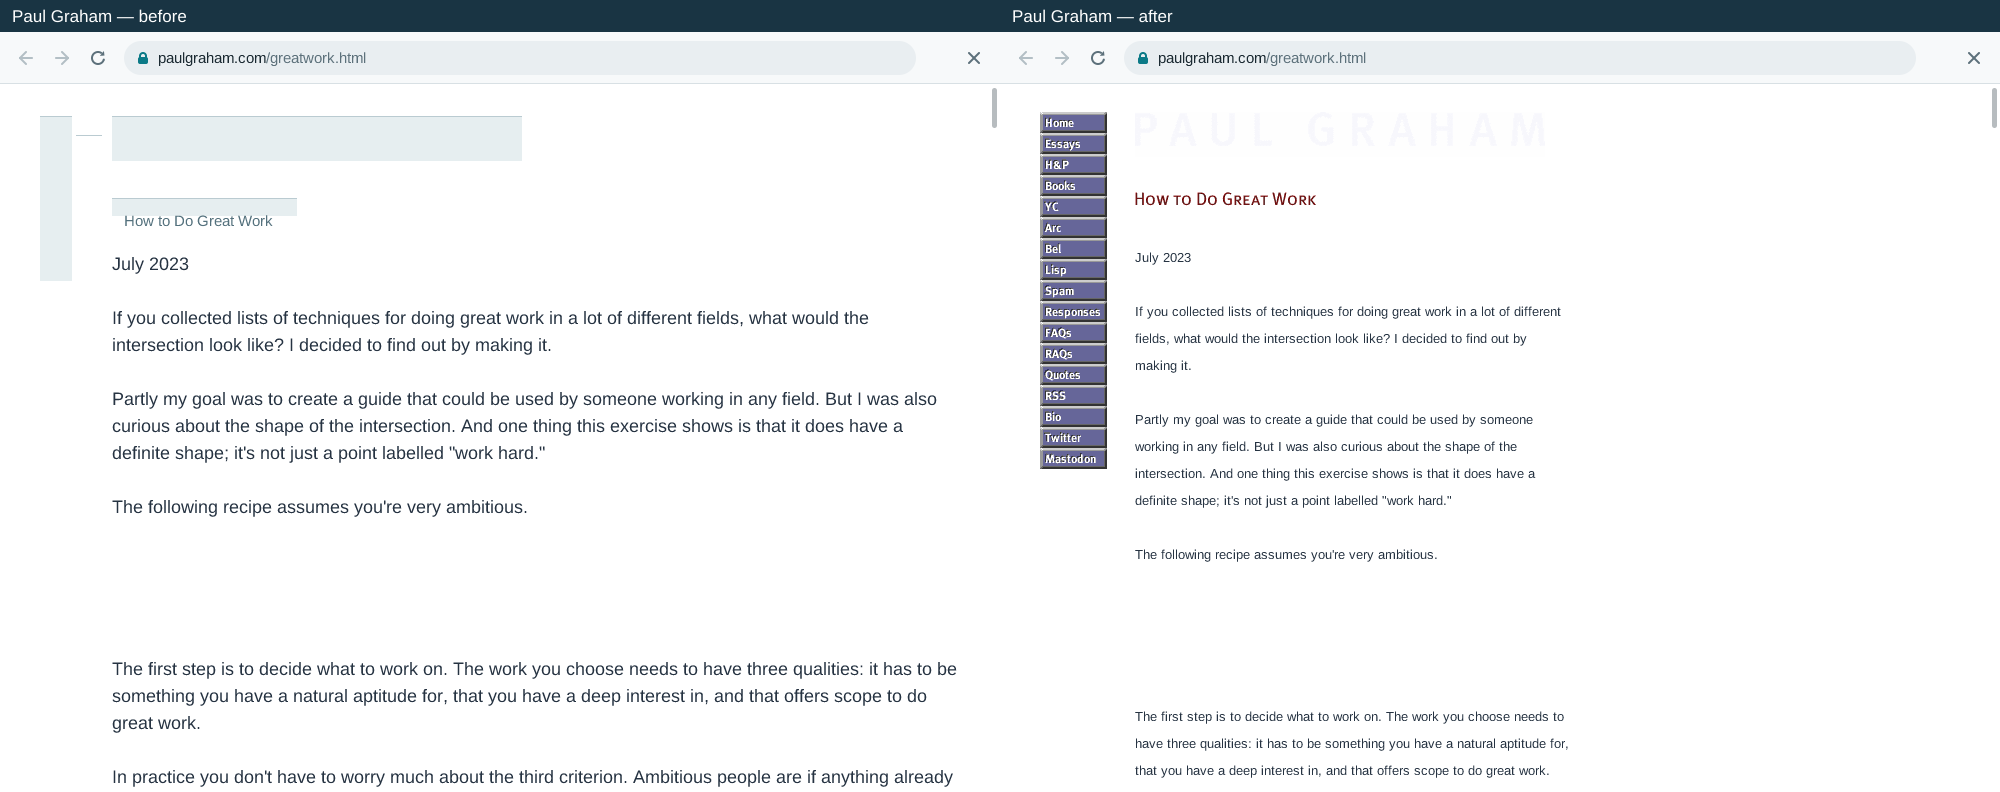 Paul Graham — before
paulgraham.com/greatwork.html
How to Do Great Work
July 2023
If you collected lists of techniques for doing great work in a lot of different fields, what would the
intersection look like? I decided to find out by making it.
Partly my goal was to create a guide that could be used by someone working in any field. But I was also
curious about the shape of the intersection. And one thing this exercise shows is that it does have a
definite shape; it's not just a point labelled "work hard."
The following recipe assumes you're very ambitious.
The first step is to decide what to work on. The work you choose needs to have three qualities: it has to be
something you have a natural aptitude for, that you have a deep interest in, and that offers scope to do
great work.
In practice you don't have to worry much about the third criterion. Ambitious people are if anything already
Paul Graham — after
paulgraham.com/greatwork.html
Home
Essays
H&P
Books
YC
Arc
Bel
Lisp
Spam
Responses
FAQs
RAQs
Quotes
RSS
Bio
Twitter
Mastodon
PAUL GRAHAM
How to Do Great Work
July 2023
If you collected lists of techniques for doing great work in a lot of different
fields, what would the intersection look like? I decided to find out by
making it.
Partly my goal was to create a guide that could be used by someone
working in any field. But I was also curious about the shape of the
intersection. And one thing this exercise shows is that it does have a
definite shape; it's not just a point labelled "work hard."
The following recipe assumes you're very ambitious.
The first step is to decide what to work on. The work you choose needs to
have three qualities: it has to be something you have a natural aptitude for,
that you have a deep interest in, and that offers scope to do great work.